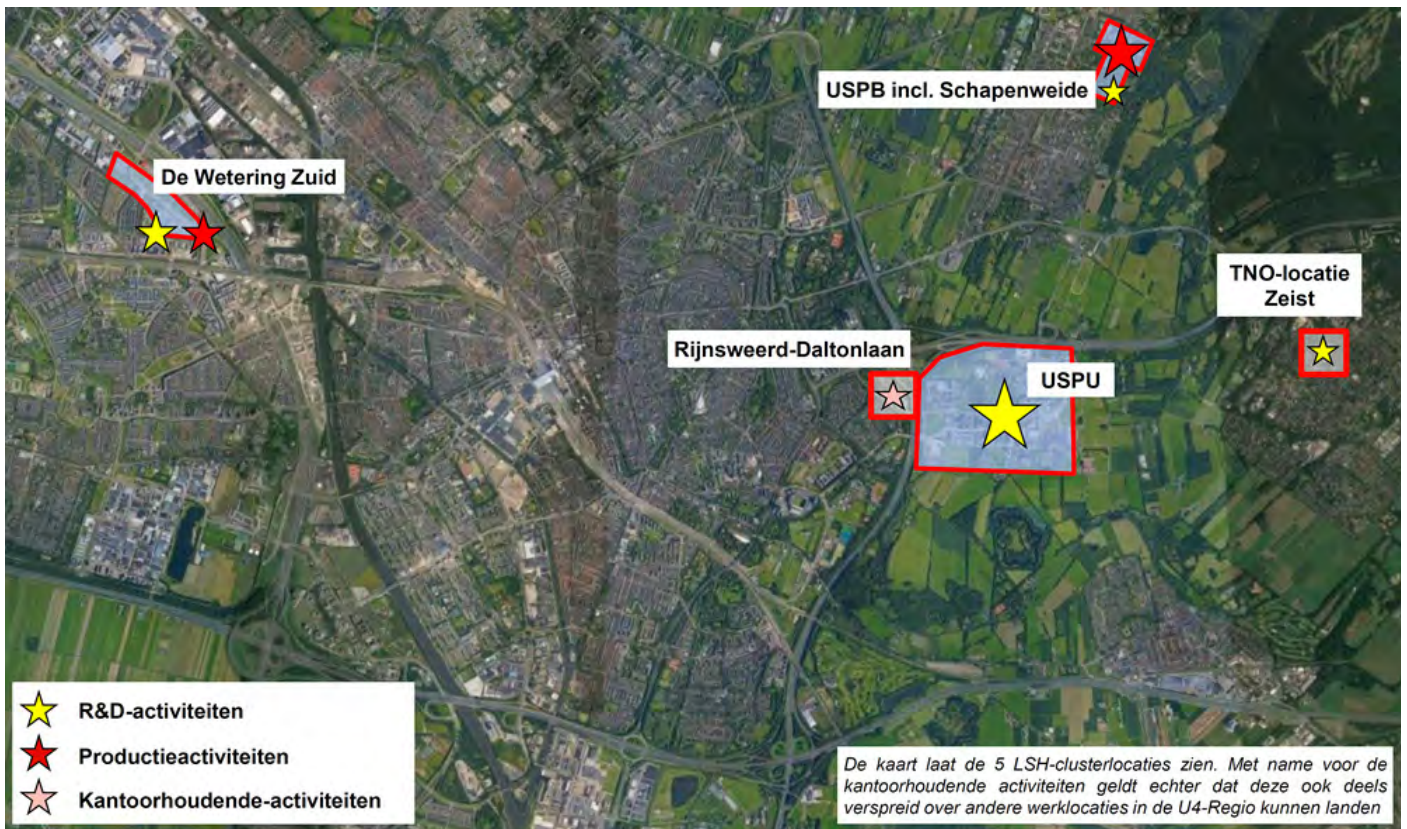 USPB incl. Schapenweide
De Wetering Zuid
TNO-locatie
Zeist
Rijnsweerd-Daltonlaan
USPU
R&D-activiteiten
Productieactiviteiten
Kantoorhoudende-activiteiten
De kaart laat de 5 LSH-clusterlocaties zien. Met name voor de
kantoorhoudende activiteiten geldt echter dat deze ook deels
verspreid over andere werklocaties in de U4-Regio kunnen landen